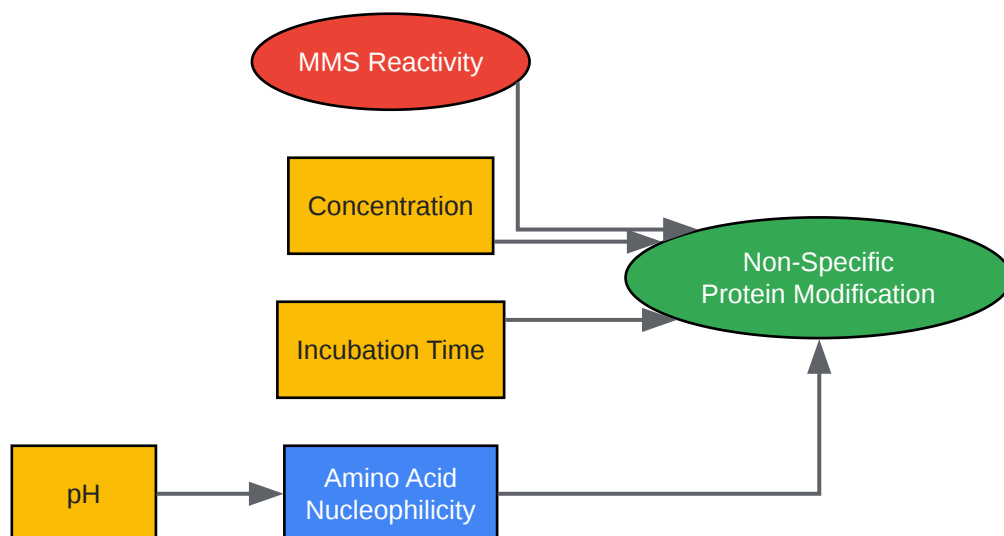 MMS Reactivity
Concentration
Non-Specific
Protein Modification
Incubation Time
pH
Amino Acid
Nucleophilicity